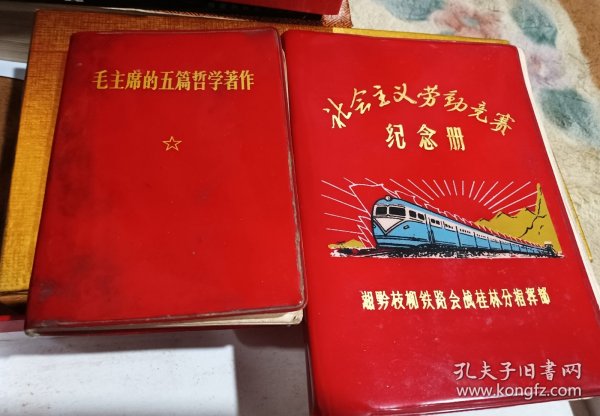 毛主席的五篇哲学著作
社会主义劳动竞赛
纪念册
湘黔枝柳铁路会战桂林分指挥部
孔夫子旧书网
www.kongfz.com